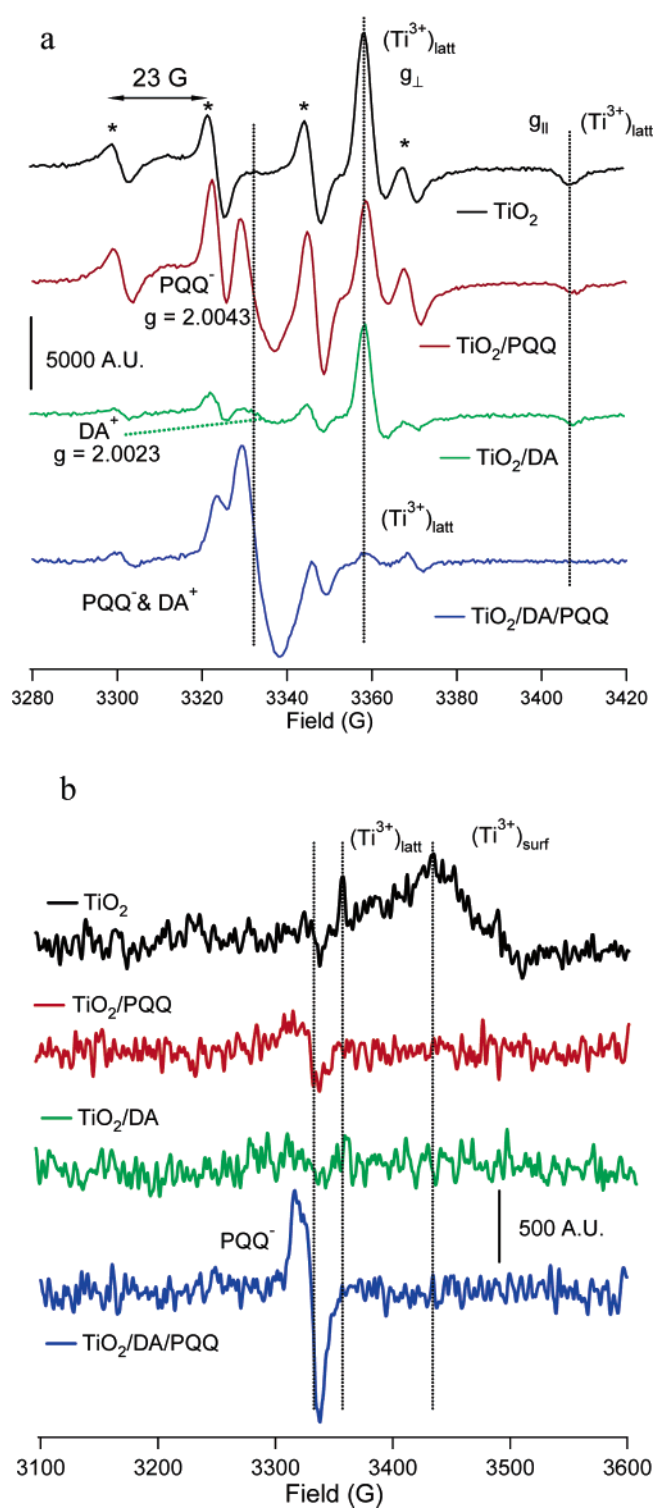 a
(Ti³⁺)latt
23 G
g⊥
*
*
*
*
g||
(Ti³⁺)latt
TiO₂
PQQ⁻
g = 2.0043
5000 A.U.
TiO₂/PQQ
DA⁺
g = 2.0023
TiO₂/DA
(Ti³⁺)latt
PQQ⁻& DA⁺
TiO₂/DA/PQQ
3280 3300 3320 3340 3360 3380 3400 3420
Field (G)
b
(Ti³⁺)latt
(Ti³⁺)surf
TiO₂
TiO₂/PQQ
TiO₂/DA
500 A.U.
PQQ⁻
TiO₂/DA/PQQ
3100 3200 3300 3400 3500 3600
Field (G)